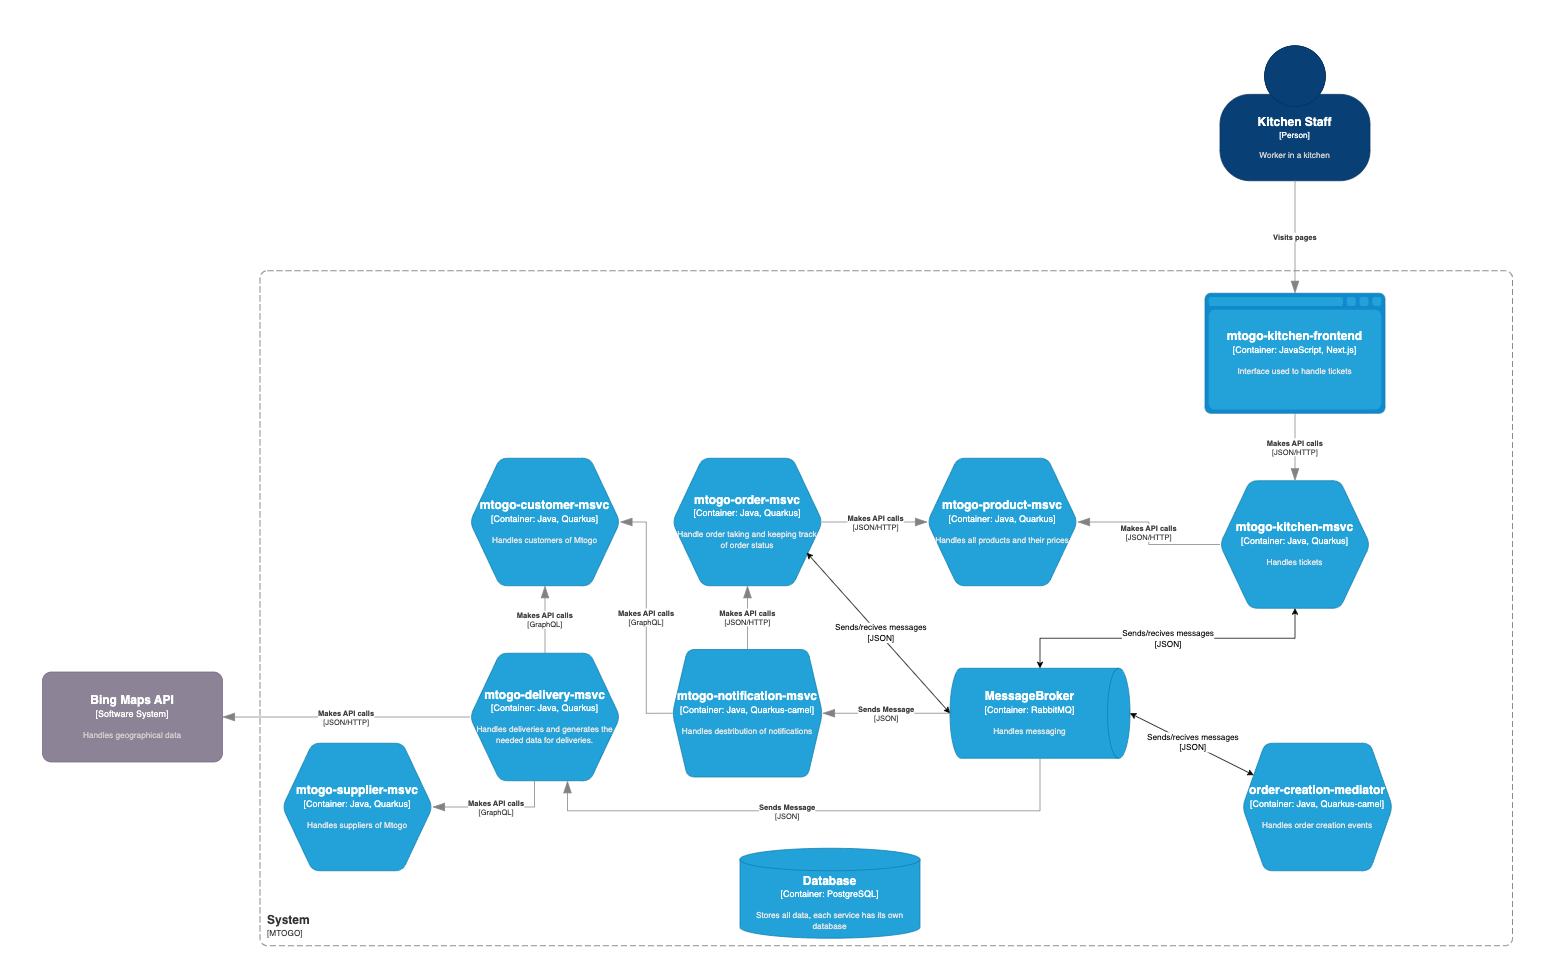 Kitchen Staff
[Person]
Worker in a kitchen
Visits pages
mtogo-kitchen-frontend
[Container: JavaScript, Next.js]
Interface used to handle tickets
Makes API calls
[JSON/HTTP]
mtogo-customer-msvc
[Container: Java, Quarkus]
Handles customers of Mtogo
mtogo-order-msvc
[Container: Java, Quarkus]
Handle order taking and keeping track
of order status
Makes API calls
[JSON/HTTP]
mtogo-product-msvc
[Container: Java, Quarkus]
Handles all products and their prices
Makes API calls
[JSON/HTTP]
mtogo-kitchen-msvc
[Container: Java, Quarkus]
Handles tickets
Makes API calls
[GraphQL]
Makes API calls
[GraphQL]
Makes API calls
[JSON/HTTP]
Sends/recives messages
[JSON]
Sends/recives messages
[JSON]
Bing Maps API
[Software System]
Handles geographical data
Makes API calls
[JSON/HTTP]
mtogo-delivery-msvc
[Container: Java, Quarkus]
Handles deliveries and generates the
needed data for deliveries.
mtogo-notification-msvc
[Container: Java, Quarkus-camel]
Handles destribution of notifications
Sends Message
[JSON]
MessageBroker
[Container: RabbitMQ]
Handles messaging
Sends/recives messages
[JSON]
mtogo-supplier-msvc
[Container: Java, Quarkus]
Handles suppliers of Mtogo
Makes API calls
[GraphQL]
Sends Message
[JSON]
order-creation-mediator
[Container: Java, Quarkus-camel]
Handles order creation events
Database
[Container: PostgreSQL]
Stores all data, each service has its own
database
System
[MTOGO]